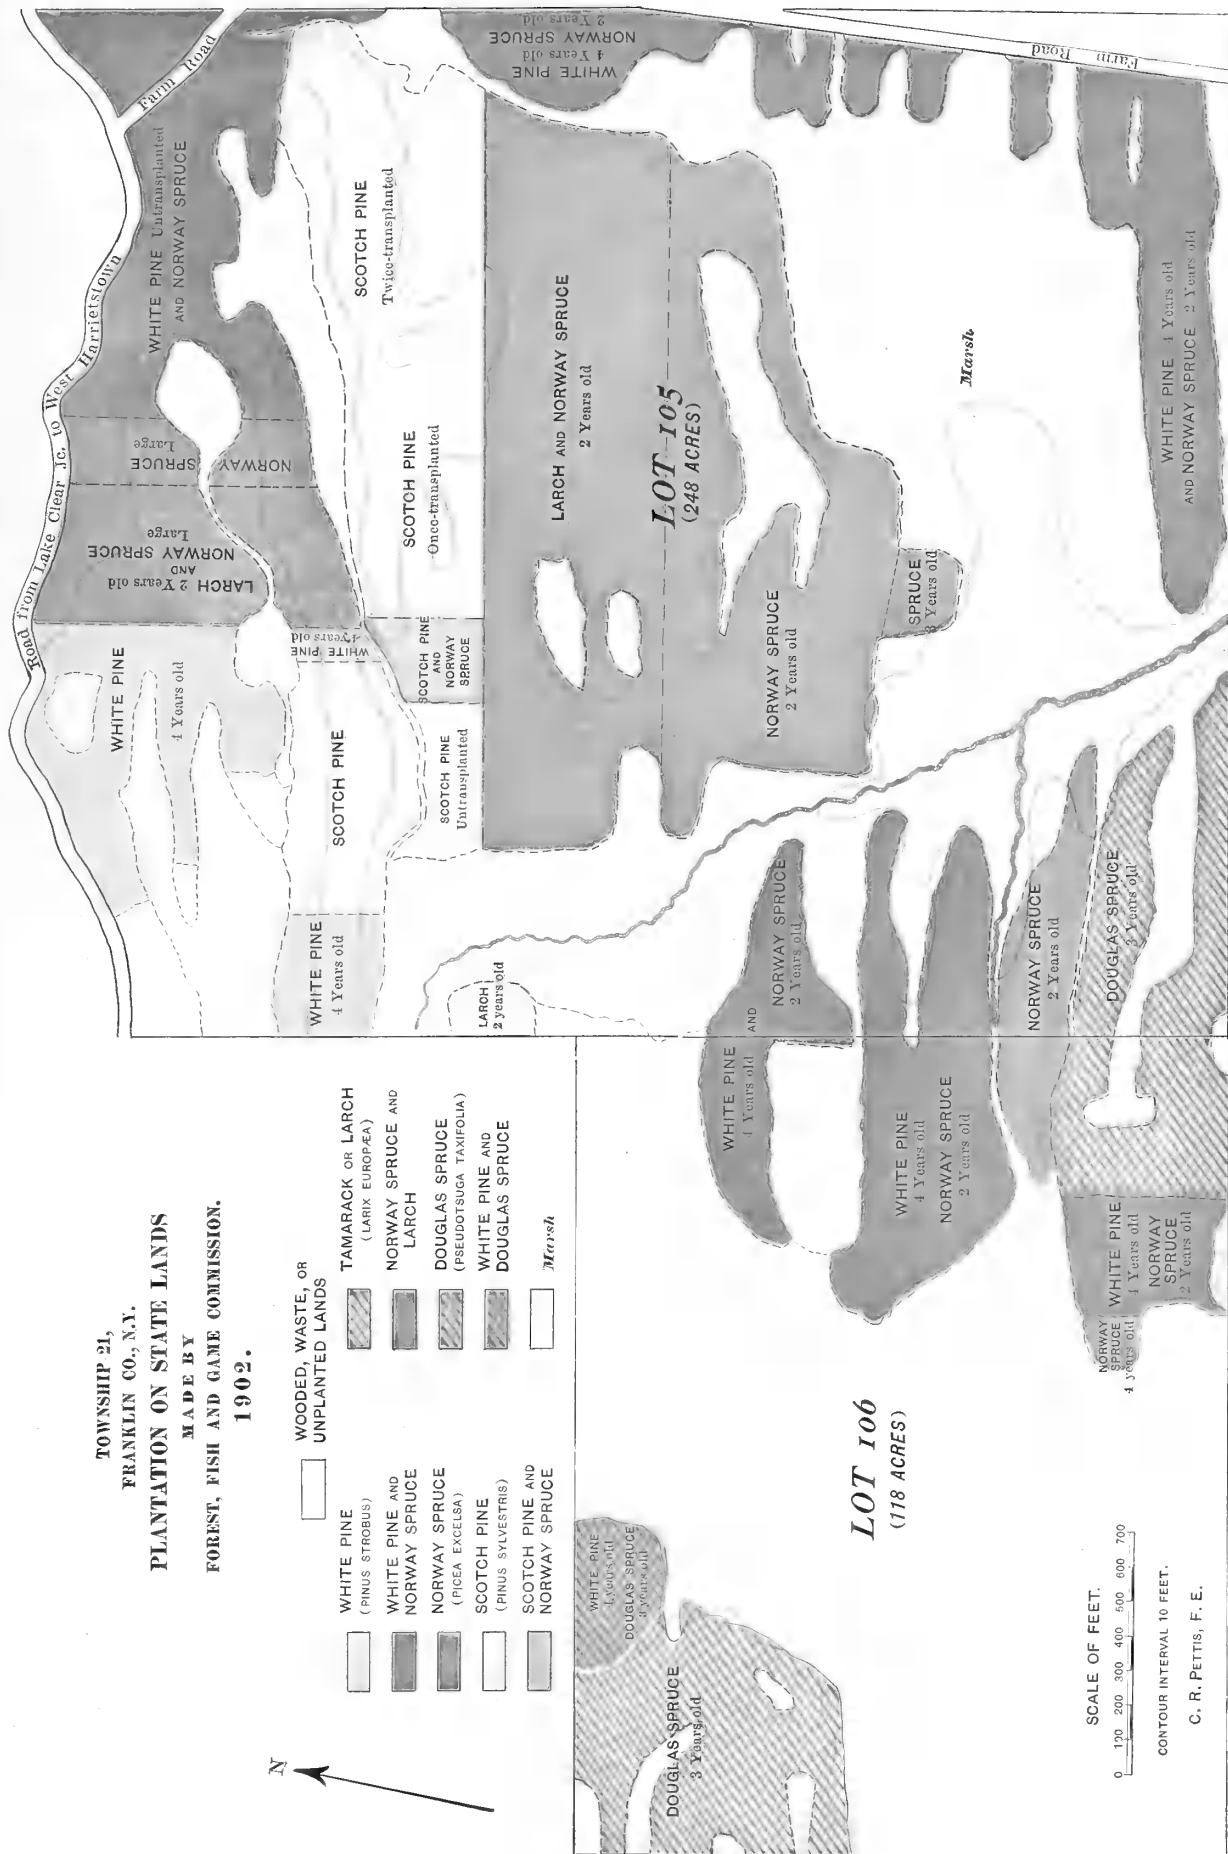 TOWNSHIP 21,
FRANKLIN CO., N.Y.
PLANTATION ON STATE LANDS
MADE BY
FOREST, FISH AND GAME COMMISSION.
1902.
WOODED, WASTE, OR
UNPLANTED LANDS
WHITE PINE
(PINUS STROBUS)
WHITE PINE AND
NORWAY SPRUCE
NORWAY SPRUCE
(PICEA EXCELSA)
SCOTCH PINE
(PINUS SYLVESTRIS)
SCOTCH PINE AND
NORWAY SPRUCE
TAMARACK OR LARCH
(LARIX EUROPÆA)
NORWAY SPRUCE AND
LARCH
DOUGLAS SPRUCE
(PSEUDOTSUGA TAXIFOLIA)
WHITE PINE AND
DOUGLAS SPRUCE
Marsh
N
Road from Lake Clear Jc. to West Harrietstown
Farm Road
WHITE PINE
4 Years old
LARCH 2 Years old
AND
NORWAY SPRUCE
Large
NORWAY SPRUCE
Large
WHITE PINE Untransplanted
AND NORWAY SPRUCE
WHITE PINE
4 Years old
NORWAY SPRUCE
2 Years old
WHITE PINE
4 Years old
SCOTCH PINE
WHITE PINE
4 Years old
SCOTCH PINE
AND
NORWAY
SPRUCE
SCOTCH PINE
Untransplanted
SCOTCH PINE
Once-transplanted
SCOTCH PINE
Twice-transplanted
LARCH
2 years old
LARCH AND NORWAY SPRUCE
2 Years old
LOT 105
(248 ACRES)
NORWAY SPRUCE
2 Years old
SPRUCE
3 Years old
Marsh
Farm Road
WHITE PINE 4 Years old
AND NORWAY SPRUCE 2 Years old
WHITE PINE AND NORWAY SPRUCE
4 Years old 2 Years old
WHITE PINE
4 Years old
NORWAY SPRUCE
2 Years old
NORWAY SPRUCE
2 Years old
DOUGLAS SPRUCE
3 Years old
WHITE PINE
4 Years old
NORWAY
SPRUCE
2 Years old
NORWAY
SPRUCE
4 years old
LOT 106
(118 ACRES)
WHITE PINE
4 years old
DOUGLAS SPRUCE
3 years old
DOUGLAS SPRUCE
3 Years old
SCALE OF FEET.
0 100 200 300 400 500 600 700
CONTOUR INTERVAL 10 FEET.
C. R. PETTIS, F. E.